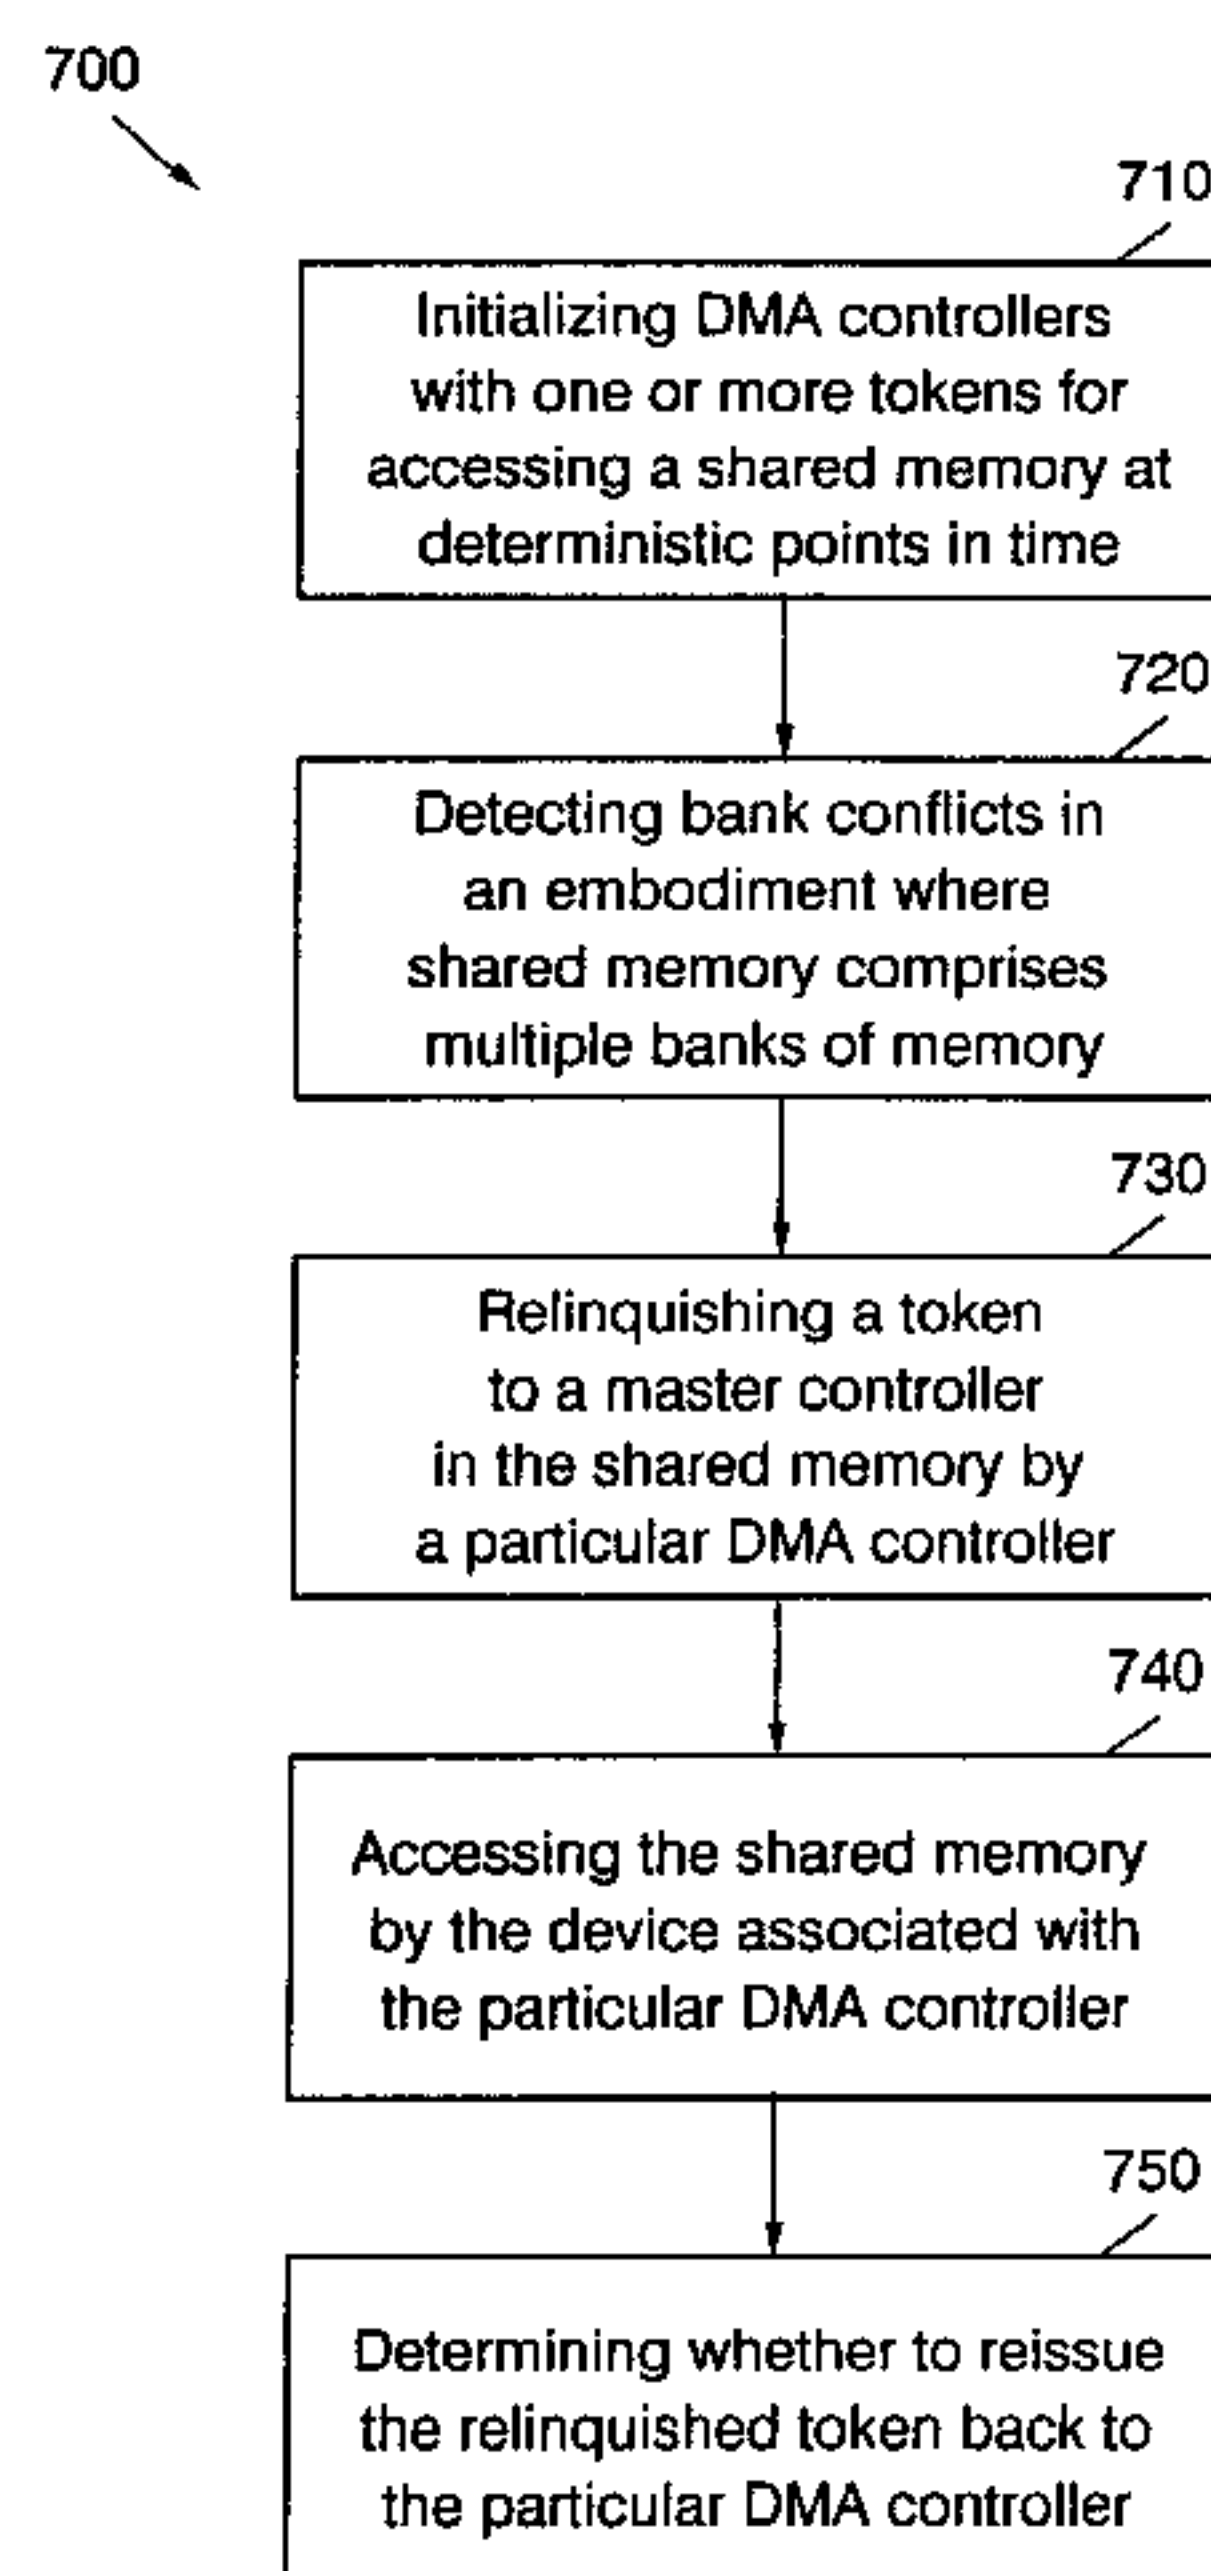 700
710
Initializing DMA controllers
with one or more tokens for
accessing a shared memory at
deterministic points in time
720
Detecting bank conflicts in
an embodiment where
shared memory comprises
multiple banks of memory
730
Relinquishing a token
to a master controller
in the shared memory by
a particular DMA controller
740
Accessing the shared memory
by the device associated with
the particular DMA controller
750
Determining whether to reissue
the relinquished token back to
the particular DMA controller